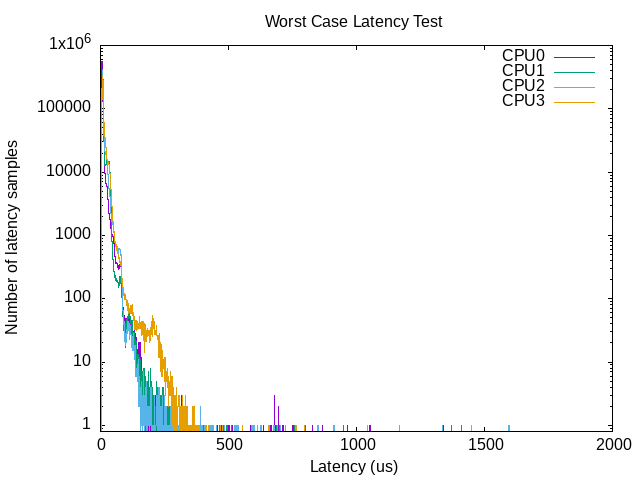 Worst Case Latency Test
1x10^6
100000
10000
1000
100
10
1
Number of latency samples
CPU0
CPU1
CPU2
CPU3
0 500 1000 1500 2000
Latency (us)